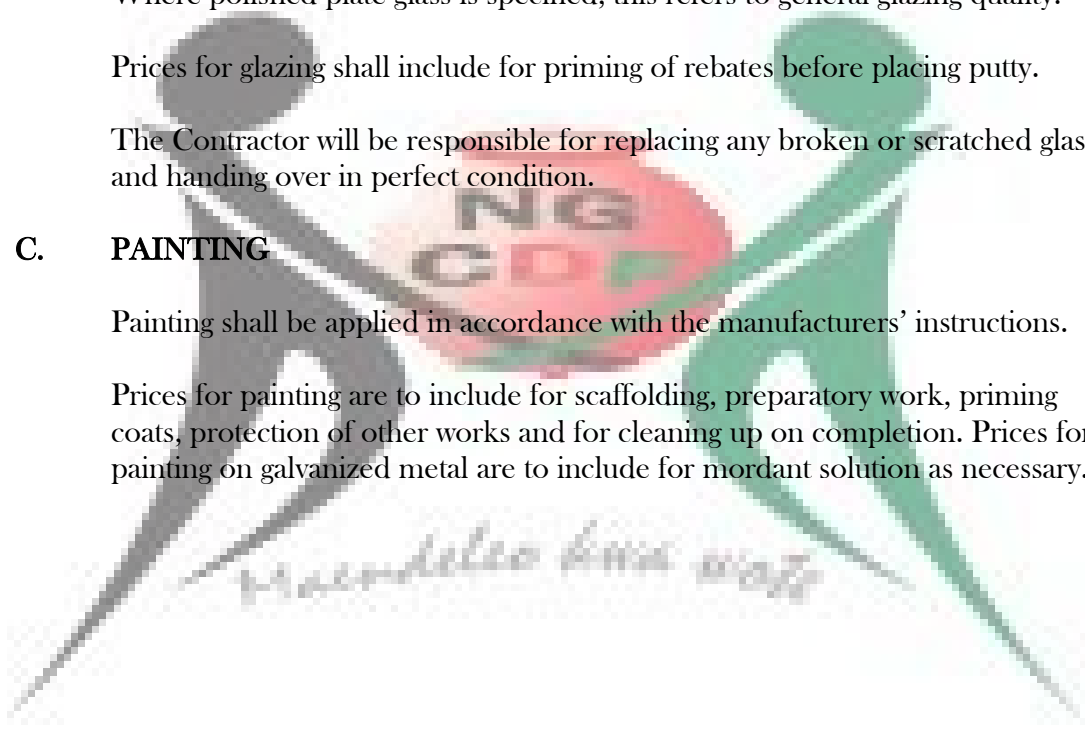 Where polished plate glass is specified, this refers to general glazing quality.
Prices for glazing shall include for priming of rebates before placing putty.
The Contractor will be responsible for replacing any broken or scratched glas
and handing over in perfect condition.
NG
CDF
C. PAINTING
Painting shall be applied in accordance with the manufacturers’ instructions.
Prices for painting are to include for scaffolding, preparatory work, priming
coats, protection of other works and for cleaning up on completion. Prices for
painting on galvanized metal are to include for mordant solution as necessary.
Maendeleo kwa wote